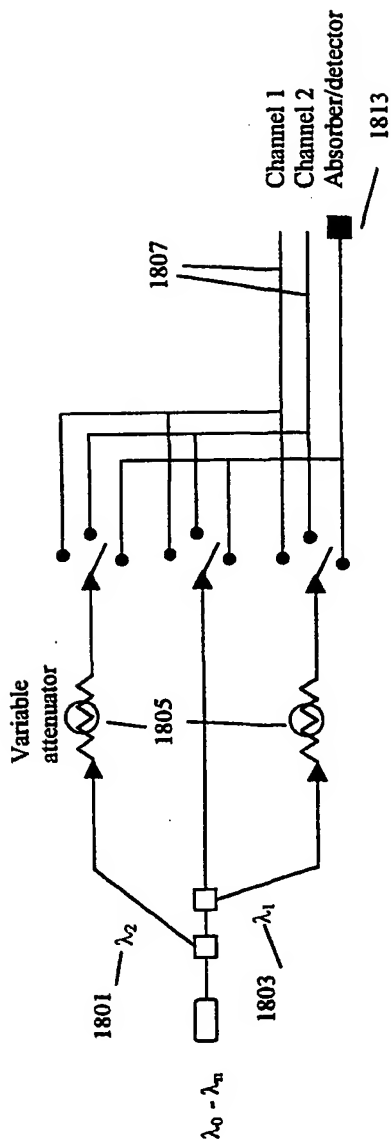 Variable
attenuator
1805
1807
Channel 1
Channel 2
Absorber/detector
1813
1801
λ2
λ0 - λn
λ1
1803